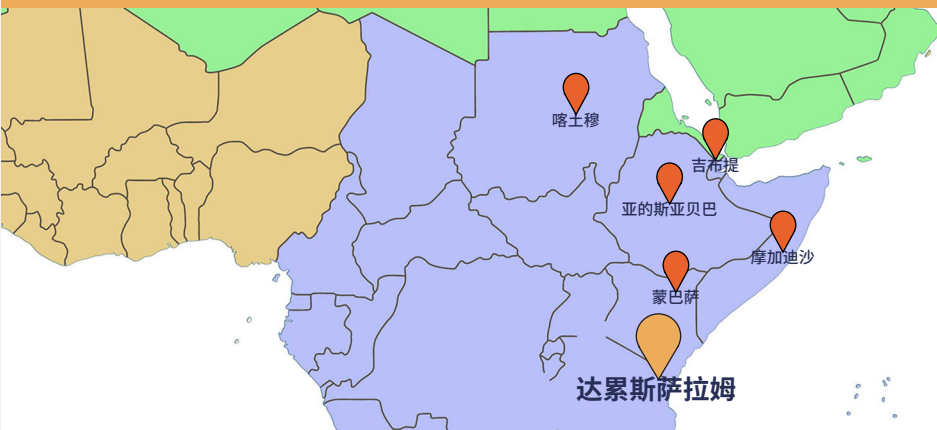 喀土穆
吉布提
亚的斯亚贝巴
摩加迪沙
蒙巴萨
达累斯萨拉姆